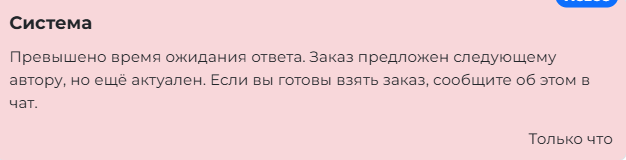 Система
Превышено время ожидания ответа. Заказ предложен следующему
автору, но ещё актуален. Если вы готовы взять заказ, сообщите об этом в
чат.
Только что